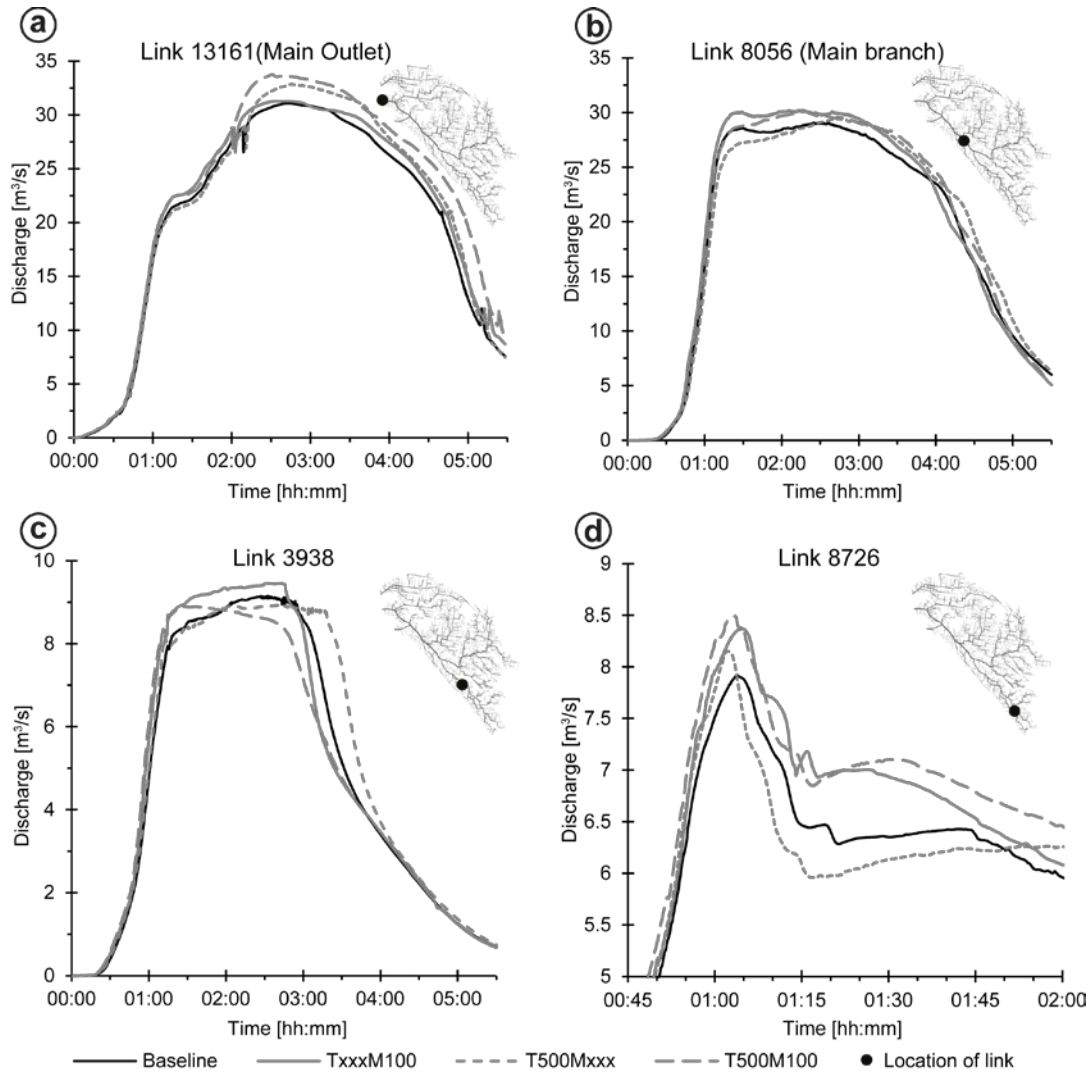 a
Link 13161(Main Outlet)
35
30
25
20
15
10
5
0
Discharge [m³/s]
00:00 01:00 02:00 03:00 04:00 05:00
Time [hh:mm]
b
Link 8056 (Main branch)
35
30
25
20
15
10
5
0
Discharge [m³/s]
00:00 01:00 02:00 03:00 04:00 05:00
Time [hh:mm]
c
Link 3938
10
8
6
4
2
0
Discharge [m³/s]
00:00 01:00 02:00 03:00 04:00 05:00
Time [hh:mm]
d
Link 8726
9
8.5
8
7.5
7
6.5
6
5.5
5
Discharge [m³/s]
00:45 01:00 01:15 01:30 01:45 02:00
Time [hh:mm]
Baseline TxxxM100 T500Mxxx T500M100 Location of link